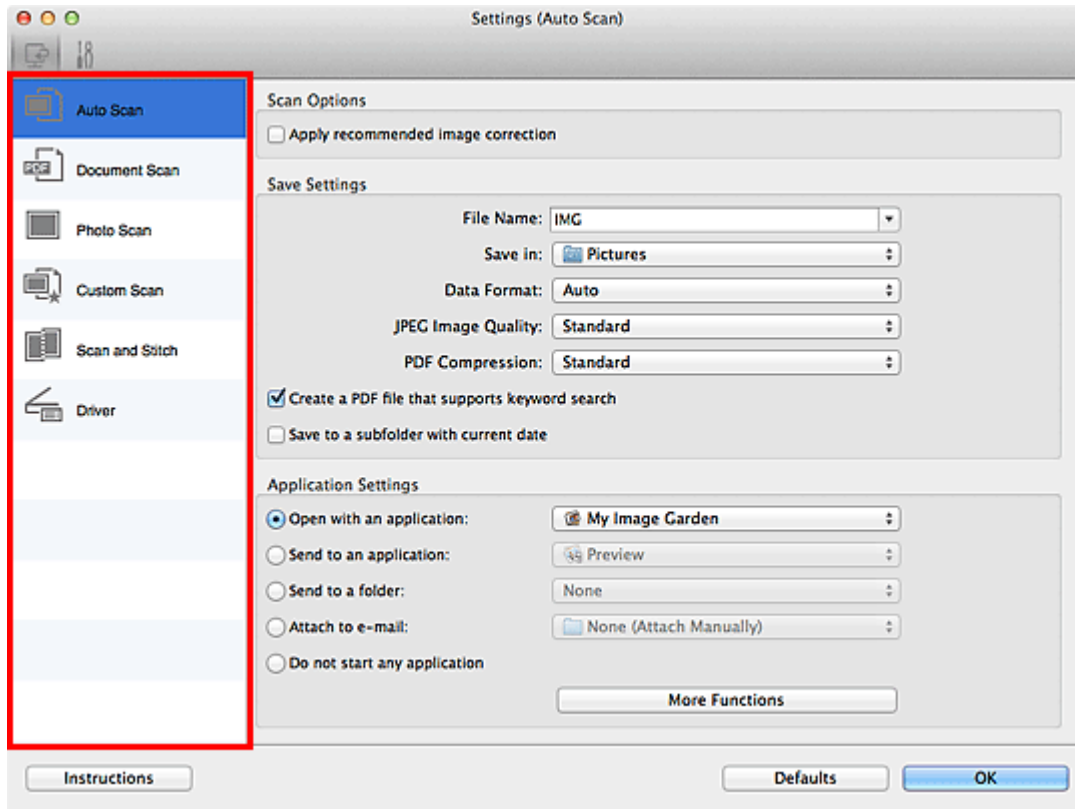 Settings (Auto Scan)
Auto Scan
Document Scan
Photo Scan
Custom Scan
Scan and Stitch
Driver
Scan Options
Apply recommended image correction
Save Settings
File Name: IMG
Save in: Pictures
Data Format: Auto
JPEG Image Quality: Standard
PDF Compression: Standard
Create a PDF file that supports keyword search
Save to a subfolder with current date
Application Settings
Open with an application: My Image Garden
Send to an application: Preview
Send to a folder: None
Attach to e-mail: None (Attach Manually)
Do not start any application
More Functions
Instructions Defaults OK